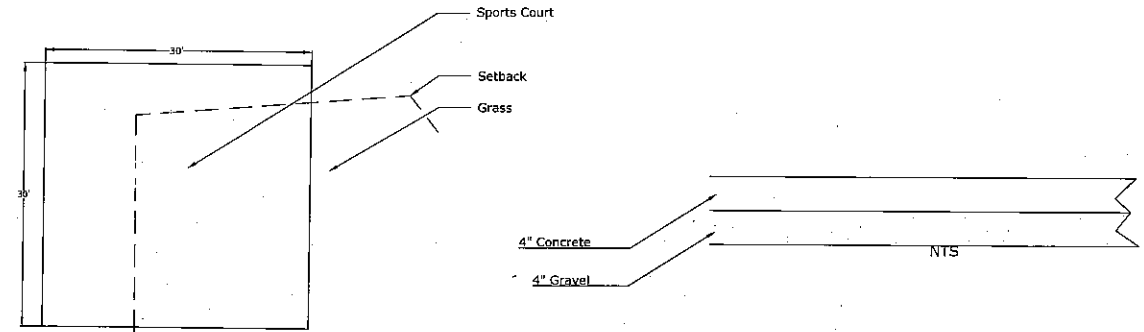 Sports Court
30'
Setback
Grass
30'
4" Concrete
NTS
4" Gravel